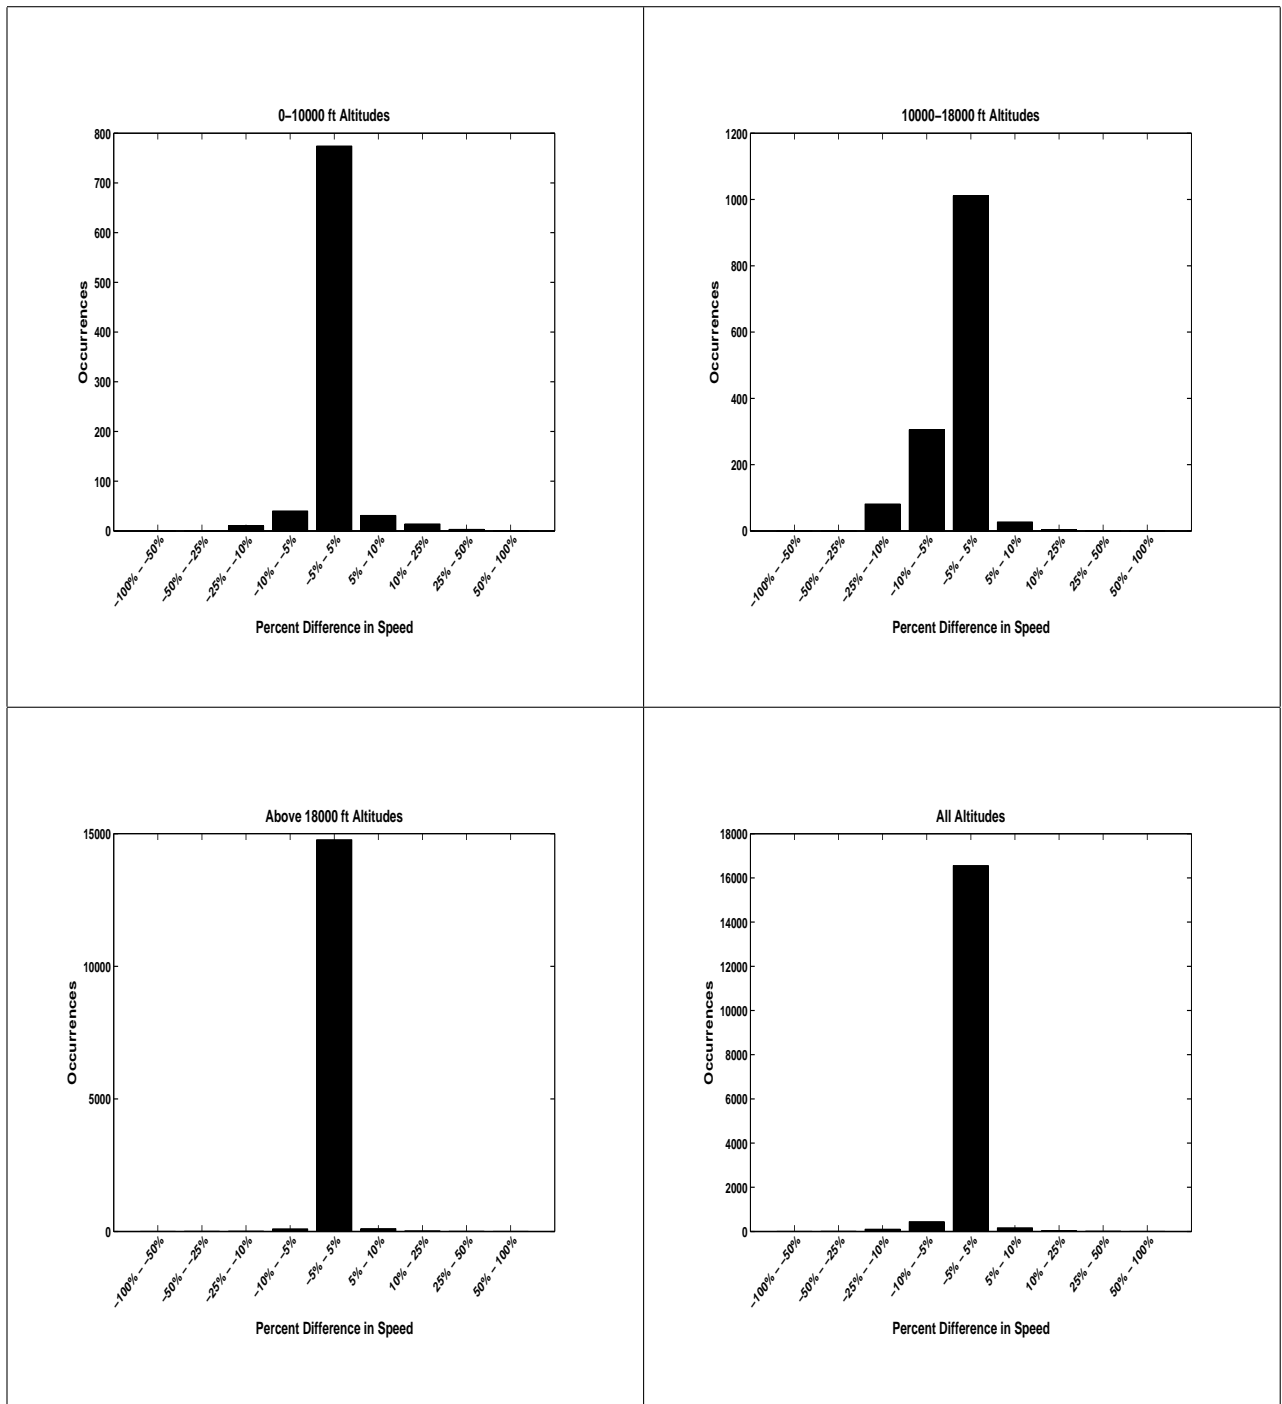 0–10000 ft Altitudes
800
700
600
500
400
300
200
100
0
Occurrences
–100% – –50%
–50% – –25%
–25% – –10%
–10% – –5%
–5% – 5%
5% – 10%
10% – 25%
25% – 50%
50% – 100%
Percent Difference in Speed
10000–18000 ft Altitudes
1200
1000
800
600
400
200
0
Occurrences
–100% – –50%
–50% – –25%
–25% – –10%
–10% – –5%
–5% – 5%
5% – 10%
10% – 25%
25% – 50%
50% – 100%
Percent Difference in Speed
Above 18000 ft Altitudes
15000
10000
5000
0
Occurrences
–100% – –50%
–50% – –25%
–25% – –10%
–10% – –5%
–5% – 5%
5% – 10%
10% – 25%
25% – 50%
50% – 100%
Percent Difference in Speed
All Altitudes
18000
16000
14000
12000
10000
8000
6000
4000
2000
0
Occurrences
–100% – –50%
–50% – –25%
–25% – –10%
–10% – –5%
–5% – 5%
5% – 10%
10% – 25%
25% – 50%
50% – 100%
Percent Difference in Speed